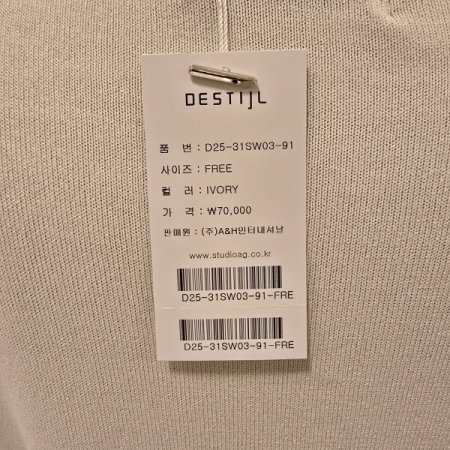 DESTIJL
품 번 : D25-31SW03-91
사이즈 : FREE
컬 러 : IVORY
가 격 : ₩70,000
판매원 : (주)A&H인터내셔날
www.studioag.co.kr
D25-31SW03-91-FRE
D25-31SW03-91-FRE